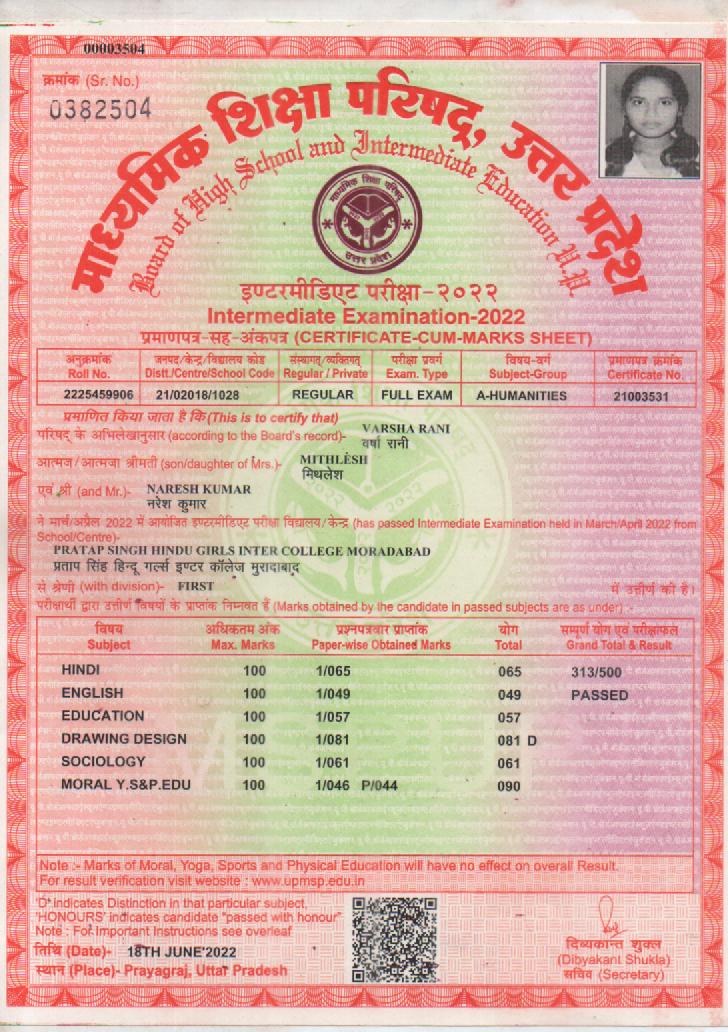 00003504
क्रमांक (Sr. No.)
0382504
माध्यमिक शिक्षा परिषद्, उत्तर प्रदेश
Board of High School and Intermediate Education U.P.
माध्यमिक शिक्षा परिषद्
उत्तर प्रदेश
इण्टरमीडिएट परीक्षा-२०२२
Intermediate Examination-2022
प्रमाणपत्र-सह-अंकपत्र (CERTIFICATE-CUM-MARKS SHEET)
अनुक्रमांक जनपद/केन्द्र/विद्यालय कोड संस्थागत/व्यक्तिगत परीक्षा प्रवर्ग विषय-वर्ग प्रमाणपत्र क्रमांक
Roll No. Distt./Centre/School Code Regular / Private Exam. Type Subject-Group Certificate No.
2225459906 21/02018/1028 REGULAR FULL EXAM A-HUMANITIES 21003531
प्रमाणित किया जाता है कि (This is to certify that)
VARSHA RANI
परिषद् के अभिलेखानुसार (according to the Board's record)- वर्षा रानी
MITHLESH
आत्मज/आत्मजा श्रीमती (son/daughter of Mrs.)- मिथलेश
एवं श्री (and Mr.)- NARESH KUMAR
नरेश कुमार
ने मार्च/अप्रैल 2022 में आयोजित इण्टरमीडिएट परीक्षा विद्यालय/केन्द्र (has passed Intermediate Examination held in March/April 2022 from
School/Centre)-
PRATAP SINGH HINDU GIRLS INTER COLLEGE MORADABAD
प्रताप सिंह हिन्दू गर्ल्स इण्टर कॉलेज मुरादाबाद
से श्रेणी (with division)- FIRST में उत्तीर्ण की है।
परीक्षार्थी द्वारा उत्तीर्ण विषयों के प्राप्तांक निम्नवत हैं (Marks obtained by the candidate in passed subjects are as under) :-
विषय अधिकतम अंक प्रश्नपत्रवार प्राप्तांक योग सम्पूर्ण योग एवं परीक्षाफल
Subject Max. Marks Paper-wise Obtained Marks Total Grand Total & Result
HINDI 100 1/065 065 313/500
ENGLISH 100 1/049 049 PASSED
EDUCATION 100 1/057 057
DRAWING DESIGN 100 1/081 081 D
SOCIOLOGY 100 1/061 061
MORAL Y.S&P.EDU 100 1/046 P/044 090
Note :- Marks of Moral, Yoga, Sports and Physical Education will have no effect on overall Result.
For result verification visit website : www.upmsp.edu.in
'D' indicates Distinction in that particular subject.
'HONOURS' indicates candidate "passed with honour"
Note : For Important Instructions see overleaf
तिथि (Date)- 18TH JUNE'2022
स्थान (Place)- Prayagraj, Uttar Pradesh
दिव्यकान्त शुक्ल
(Dibyakant Shukla)
सचिव (Secretary)